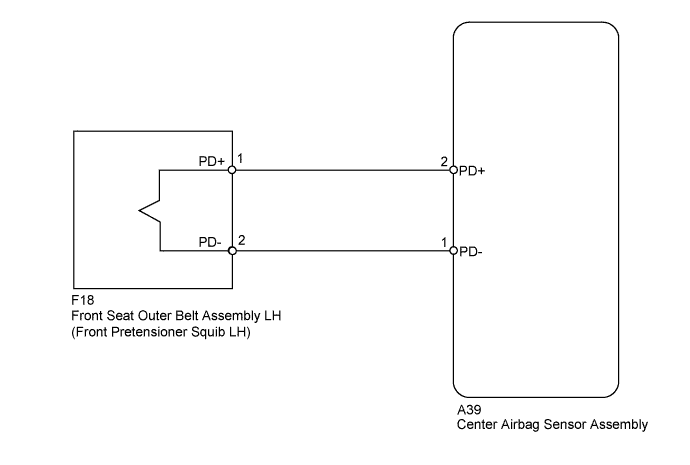 PD+ 1
2 PD+
PD- 2
1 PD-
F18
Front Seat Outer Belt Assembly LH
(Front Pretensioner Squib LH)
A39
Center Airbag Sensor Assembly